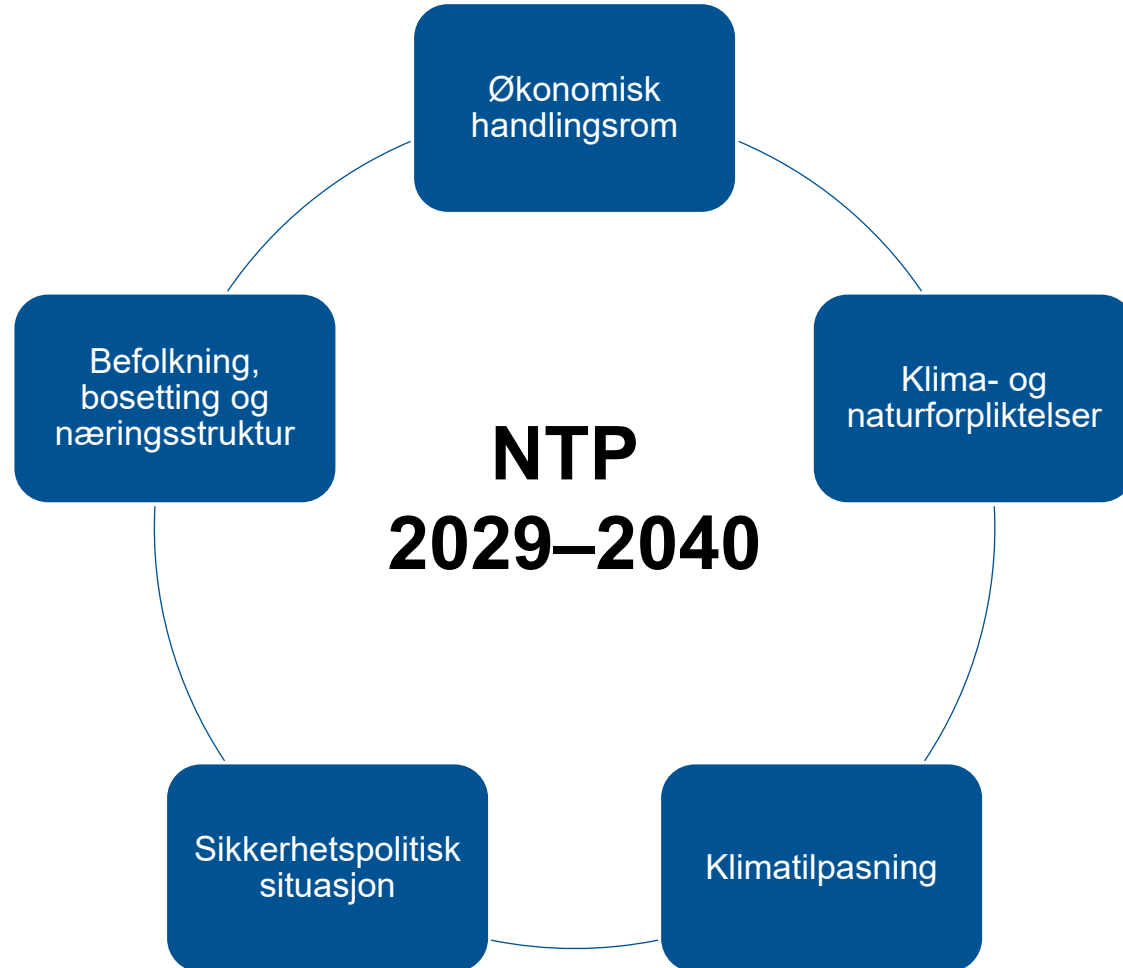 Økonomisk
handlingsrom
Befolkning,
bosetting og
næringsstruktur
Klima- og
naturforpliktelser
NTP
2029–2040
Sikkerhetspolitisk
situasjon
Klimatilpasning